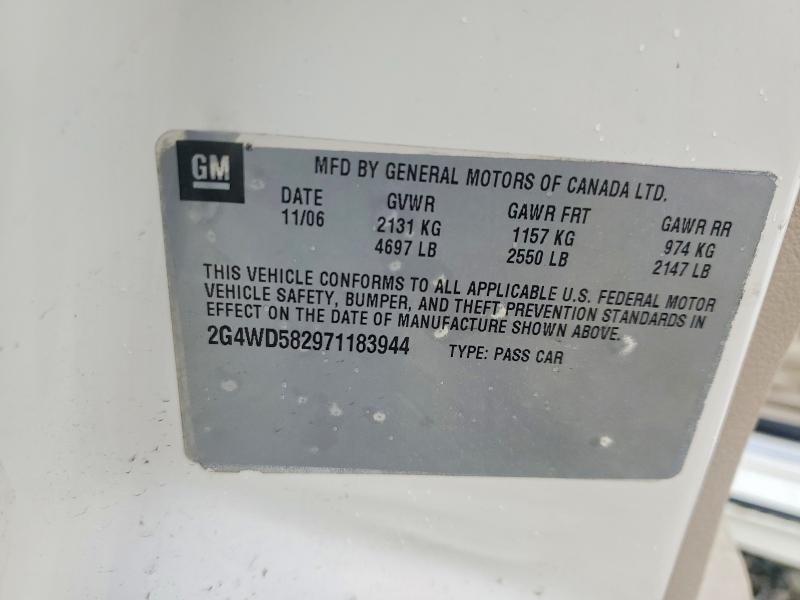 GM
MFD BY GENERAL MOTORS OF CANADA LTD.
DATE GVWR GAWR FRT GAWR RR
11/06 2131 KG 1157 KG 974 KG
4697 LB 2550 LB 2147 LB
THIS VEHICLE CONFORMS TO ALL APPLICABLE U.S. FEDERAL MOTOR
VEHICLE SAFETY, BUMPER, AND THEFT PREVENTION STANDARDS IN
EFFECT ON THE DATE OF MANUFACTURE SHOWN ABOVE.
2G4WD582971183944 TYPE: PASS CAR